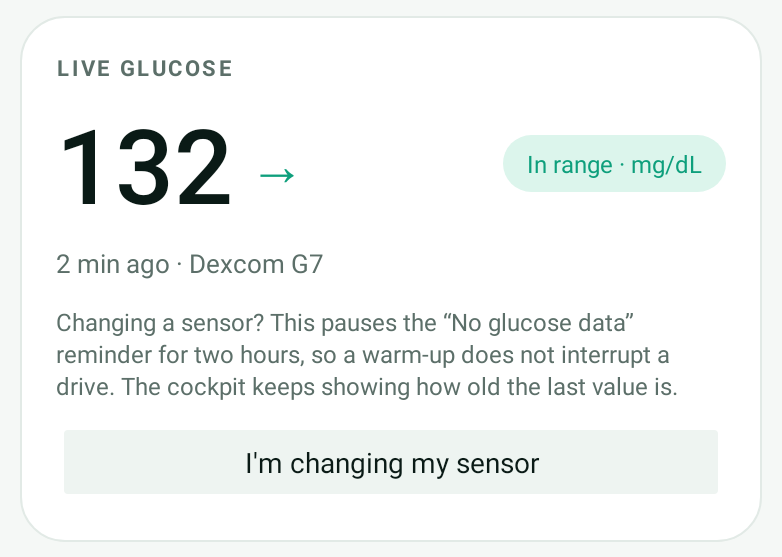 LIVE GLUCOSE
132 →
In range · mg/dL
2 min ago · Dexcom G7
Changing a sensor? This pauses the “No glucose data”
reminder for two hours, so a warm-up does not interrupt a
drive. The cockpit keeps showing how old the last value is.
I'm changing my sensor